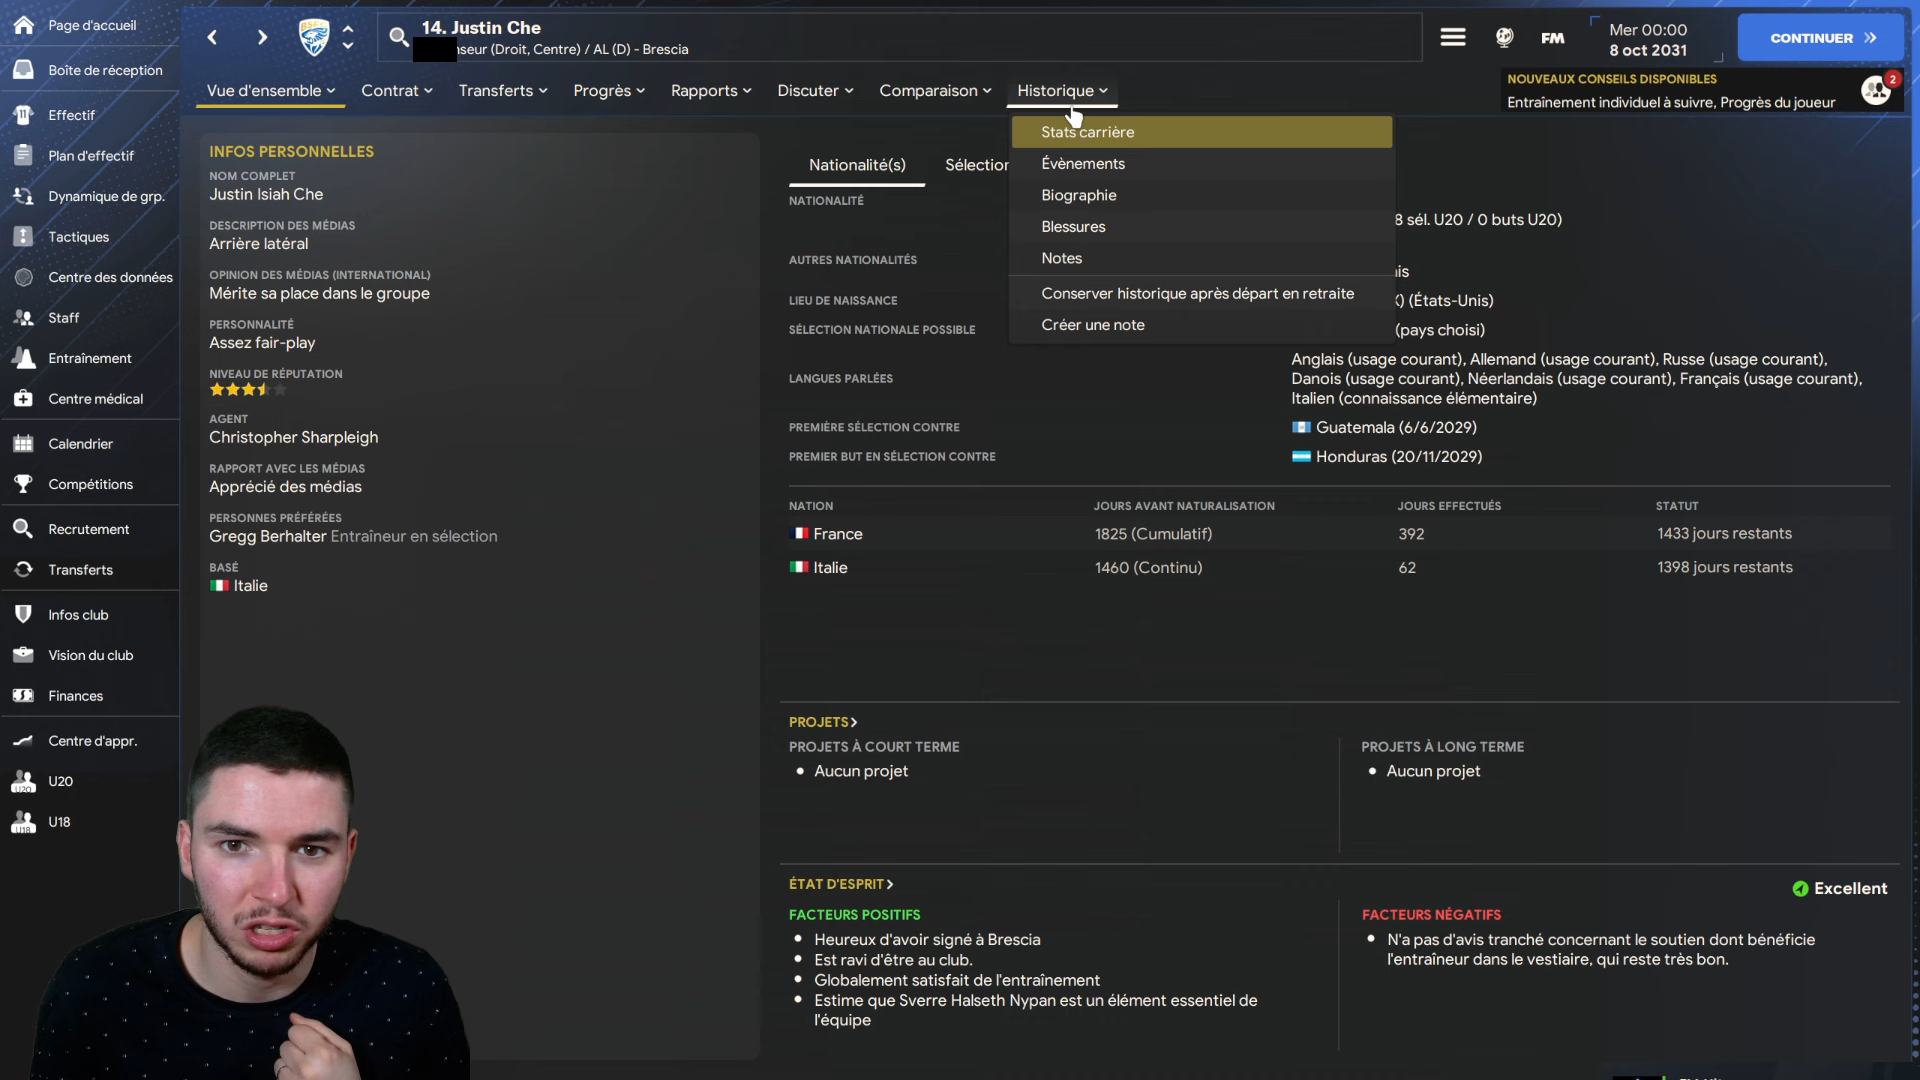 Page d'accueil
Boîte de réception
Effectif
Plan d'effectif
Dynamique de grp.
Tactiques
Centre des données
Staff
Entraînement
Centre médical
Calendrier
Compétitions
Recrutement
Transferts
Infos club
Vision du club
Finances
Centre d'appr.
U20
U18
14. Justin Che
nseur (Droit, Centre) / AL (D) - Brescia
FM
Mer 00:00
8 oct 2031
CONTINUER
Vue d'ensemble
Contrat
Transferts
Progrès
Rapports
Discuter
Comparaison
Historique
NOUVEAUX CONSEILS DISPONIBLES
Entraînement individuel à suivre, Progrès du joueur
2
Stats carrière
Évènements
Biographie
Blessures
Notes
Conserver historique après départ en retraite
Créer une note
INFOS PERSONNELLES
NOM COMPLET
Justin Isiah Che
DESCRIPTION DES MÉDIAS
Arrière latéral
OPINION DES MÉDIAS (INTERNATIONAL)
Mérite sa place dans le groupe
PERSONNALITÉ
Assez fair-play
NIVEAU DE RÉPUTATION
AGENT
Christopher Sharpleigh
RAPPORT AVEC LES MÉDIAS
Apprécié des médias
PERSONNES PRÉFÉRÉES
Gregg Berhalter Entraîneur en sélection
BASÉ
Italie
Nationalité(s)
Sélection
NATIONALITÉ
8 sél. U20 / 0 buts U20)
AUTRES NATIONALITÉS
is
LIEU DE NAISSANCE
) (États-Unis)
SÉLECTION NATIONALE POSSIBLE
(pays choisi)
LANGUES PARLÉES
Anglais (usage courant), Allemand (usage courant), Russe (usage courant),
Danois (usage courant), Néerlandais (usage courant), Français (usage courant),
Italien (connaissance élémentaire)
PREMIÈRE SÉLECTION CONTRE
Guatemala (6/6/2029)
PREMIER BUT EN SÉLECTION CONTRE
Honduras (20/11/2029)
NATION JOURS AVANT NATURALISATION JOURS EFFECTUÉS STATUT
France 1825 (Cumulatif) 392 1433 jours restants
Italie 1460 (Continu) 62 1398 jours restants
PROJETS
PROJETS À COURT TERME
Aucun projet
PROJETS À LONG TERME
Aucun projet
ÉTAT D'ESPRIT
Excellent
FACTEURS POSITIFS
Heureux d'avoir signé à Brescia
Est ravi d'être au club.
Globalement satisfait de l'entraînement
Estime que Sverre Halseth Nypan est un élément essentiel de
l'équipe
FACTEURS NÉGATIFS
N'a pas d'avis tranché concernant le soutien dont bénéficie
l'entraîneur dans le vestiaire, qui reste très bon.